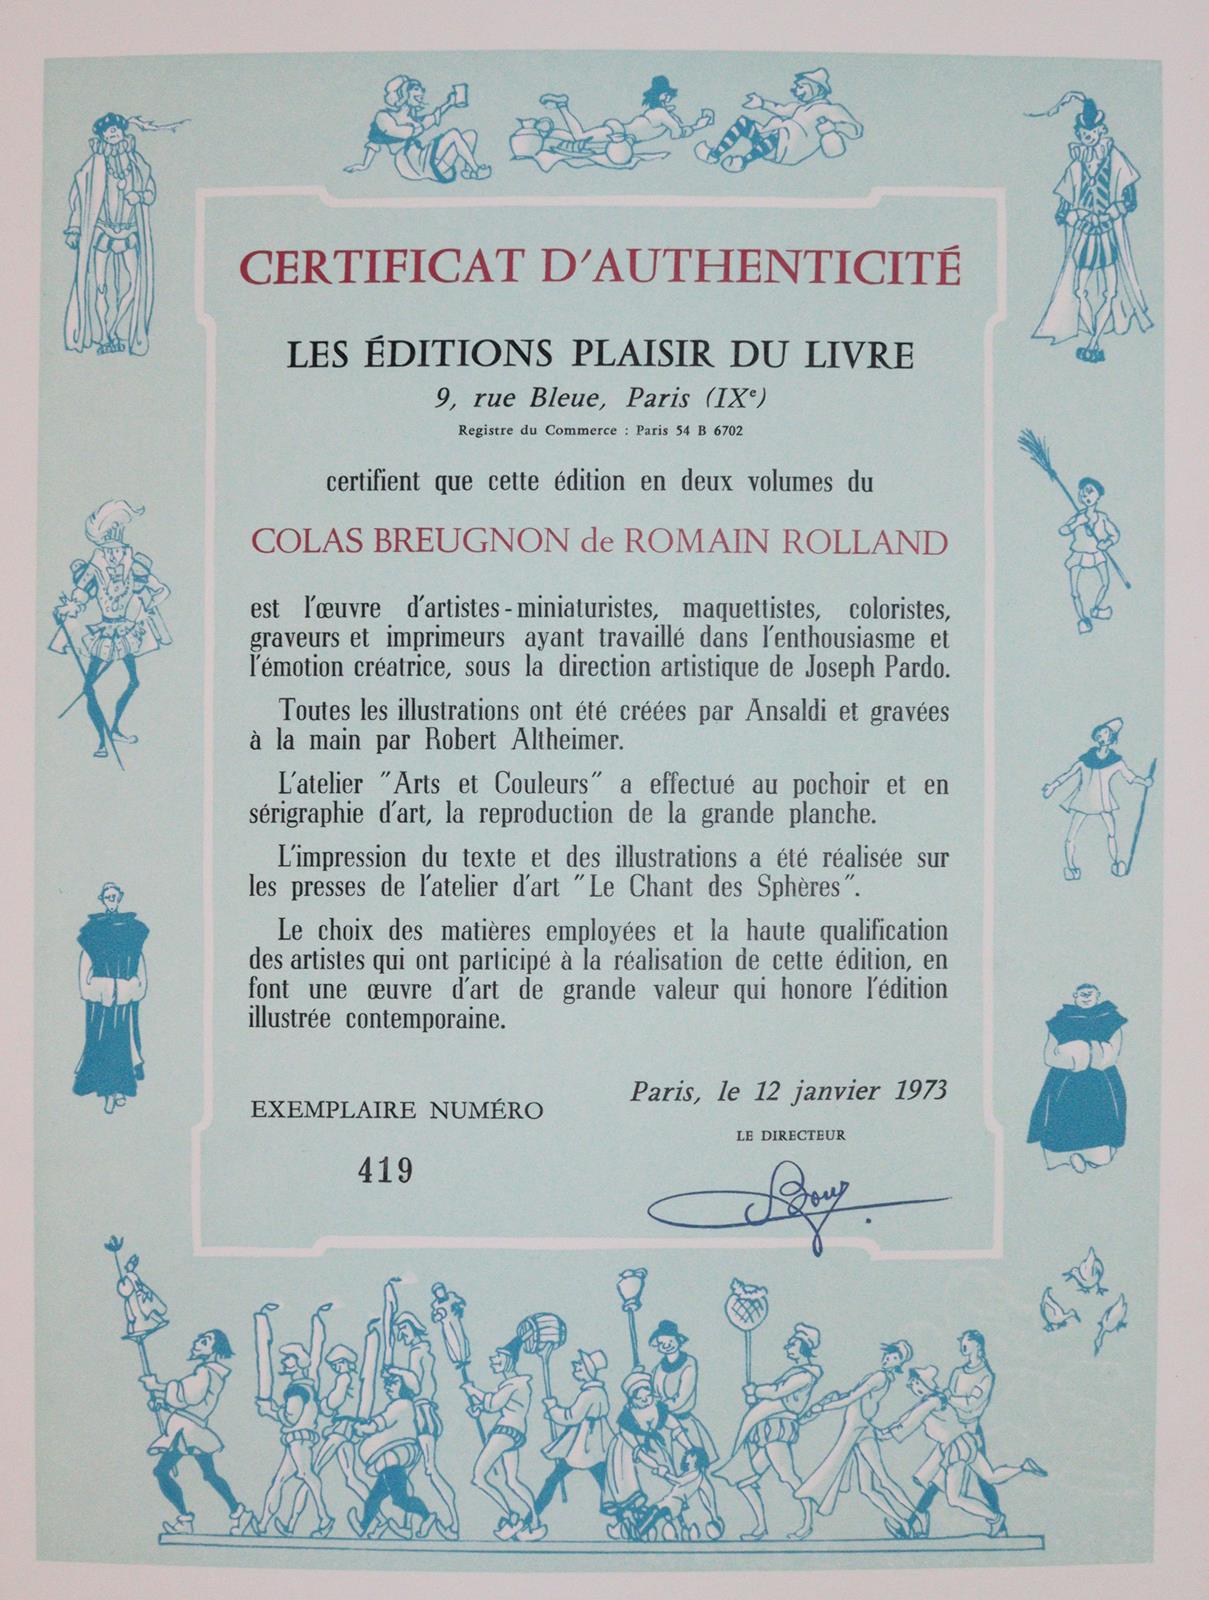 CERTIFICAT D'AUTHENTICITÉ
LES ÉDITIONS PLAISIR DU LIVRE
9, rue Bleue, Paris (IXe)
Registre du Commerce : Paris 54 B 6702
certifient que cette édition en deux volumes du
COLAS BREUGNON de ROMAIN ROLLAND
est l'œuvre d'artistes-miniaturistes, maquettistes, coloristes,
graveurs et imprimeurs ayant travaillé dans l'enthousiasme et
l'émotion créatrice, sous la direction artistique de Joseph Pardo.
Toutes les illustrations ont été créées par Ansaldi et gravées
à la main par Robert Altheimer.
L'atelier "Arts et Couleurs" a effectué au pochoir et en
sérigraphie d'art, la reproduction de la grande planche.
L'impression du texte et des illustrations a été réalisée sur
les presses de l'atelier d'art "Le Chant des Sphères".
Le choix des matières employées et la haute qualification
des artistes qui ont participé à la réalisation de cette édition, en
font une œuvre d'art de grande valeur qui honore l'édition
illustrée contemporaine.
Paris, le 12 janvier 1973
LE DIRECTEUR
EXEMPLAIRE NUMÉRO
419